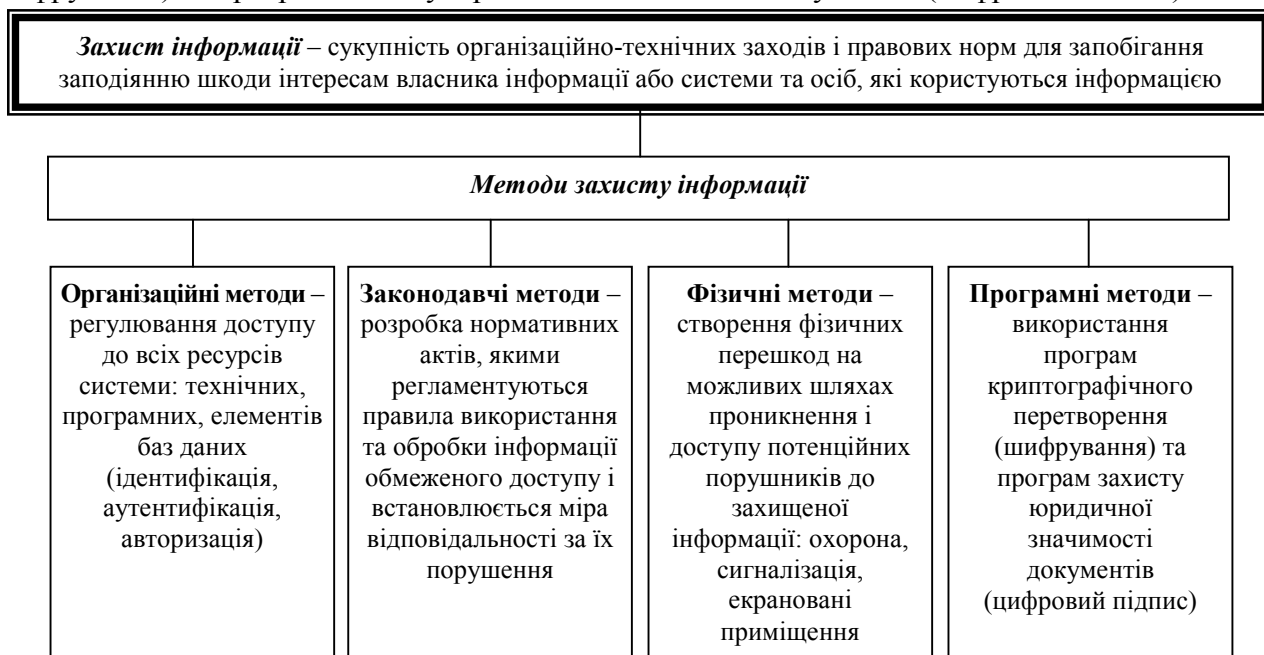 Захист інформації – сукупність організаційно-технічних заходів і правових норм для запобігання
заподіянню шкоди інтересам власника інформації або системи та осіб, які користуються інформацією
Методи захисту інформації
Організаційні методи –
регулювання доступу
до всіх ресурсів
системи: технічних,
програмних, елементів
баз даних
(ідентифікація,
аутентифікація,
авторизація)
Законодавчі методи –
розробка нормативних
актів, якими
регламентуються
правила використання
та обробки інформації
обмеженого доступу і
встановлюється міра
відповідальності за їх
порушення
Фізичні методи –
створення фізичних
перешкод на
можливих шляхах
проникнення і
доступу потенційних
порушників до
захищеної
інформації: охорона,
сигналізація,
екрановані
приміщення
Програмні методи –
використання
програм
криптографічного
перетворення
(шифрування) та
програм захисту
юридичної
значимості
документів
(цифровий підпис)